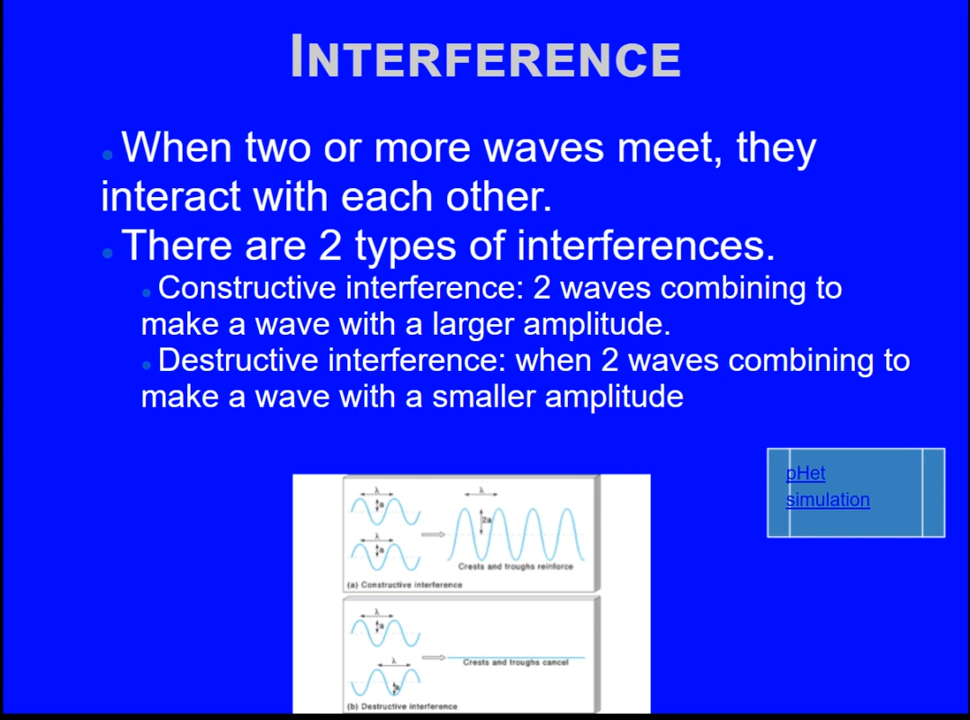 INTERFERENCE
When two or more waves meet, they
interact with each other.
There are 2 types of interferences.
Constructive interference: 2 waves combining to
make a wave with a larger amplitude.
Destructive interference: when 2 waves combining to
make a wave with a smaller amplitude
pHet
simulation
λ
λ
a
2a
λ
a
Crests and troughs reinforce
(a) Constructive interference
λ
a
λ
Crests and troughs cancel
a
(b) Destructive interference